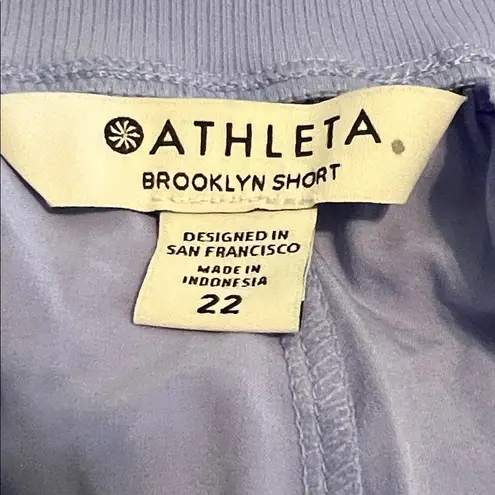 ATHLETA
BROOKLYN SHORT
DESIGNED IN
SAN FRANCISCO
MADE IN
INDONESIA
22